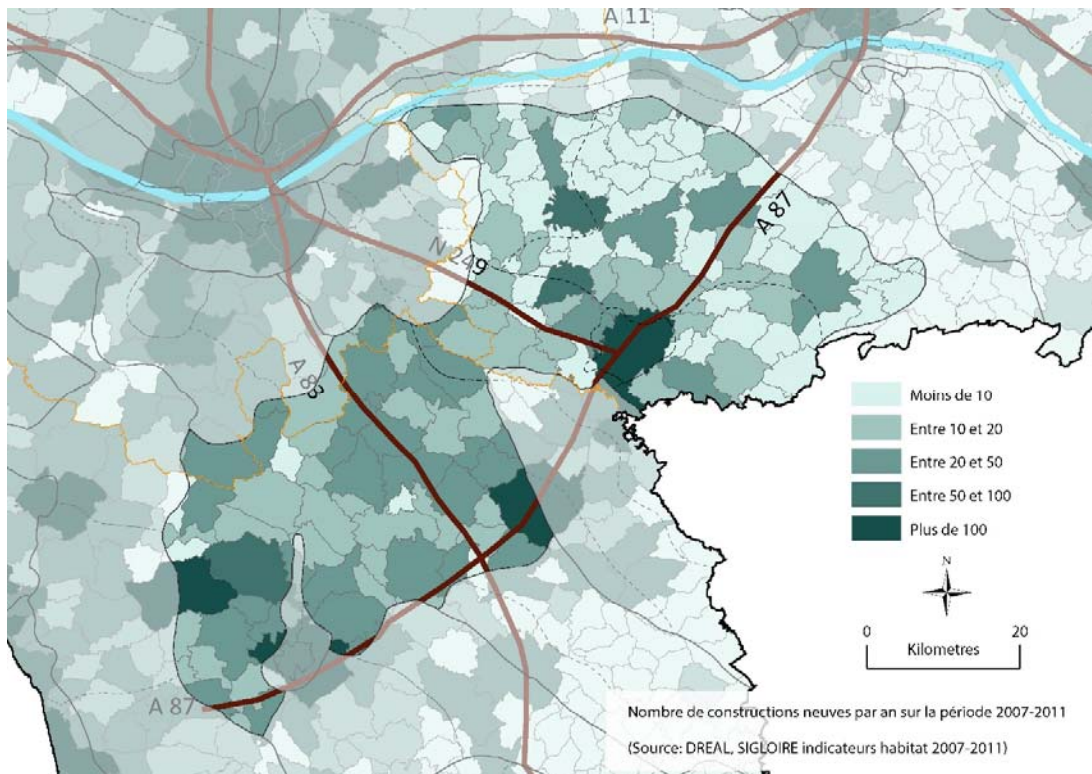 A 11
N 249
A 87
A 83
A 87
Moins de 10
Entre 10 et 20
Entre 20 et 50
Entre 50 et 100
Plus de 100
N
0 20
Kilometres
Nombre de constructions neuves par an sur la période 2007-2011
(Source: DREAL, SIGLOIRE indicateurs habitat 2007-2011)